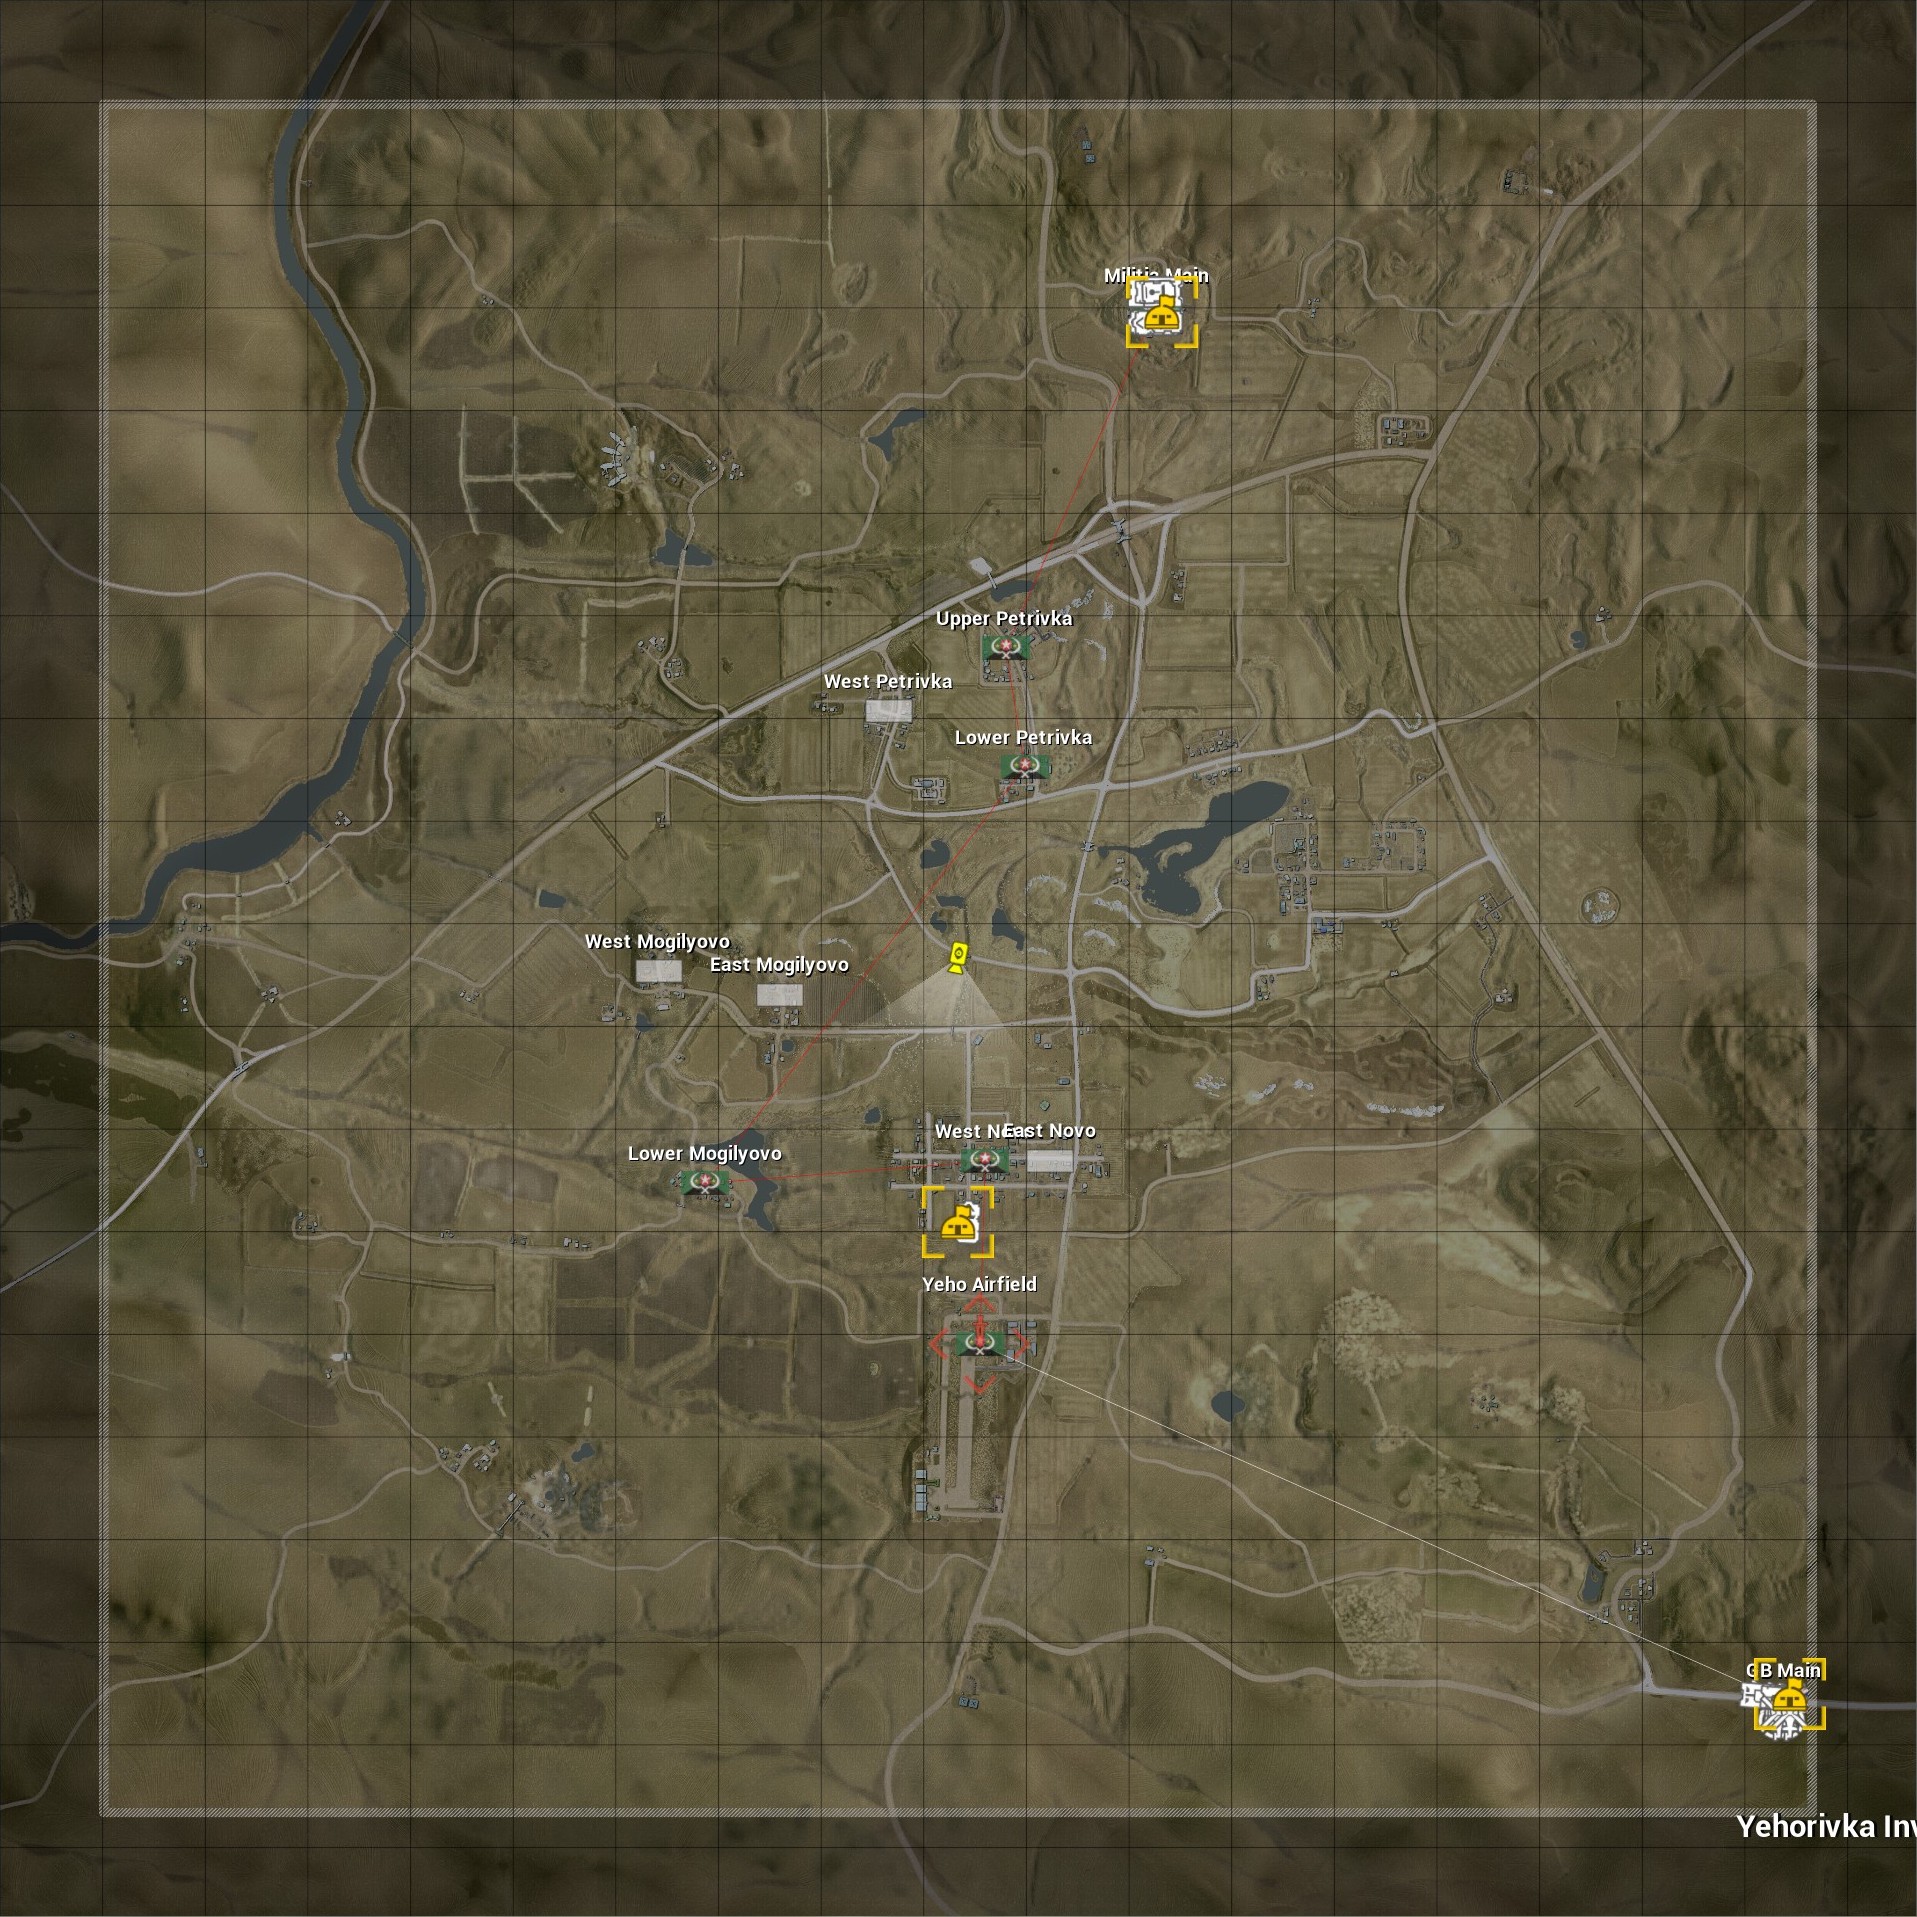 Militia Main
Upper Petrivka
West Petrivka
Lower Petrivka
West Mogilyovo
East Mogilyovo
West Novo
East Novo
Lower Mogilyovo
Yeho Airfield
GB Main
Yehorivka Inv